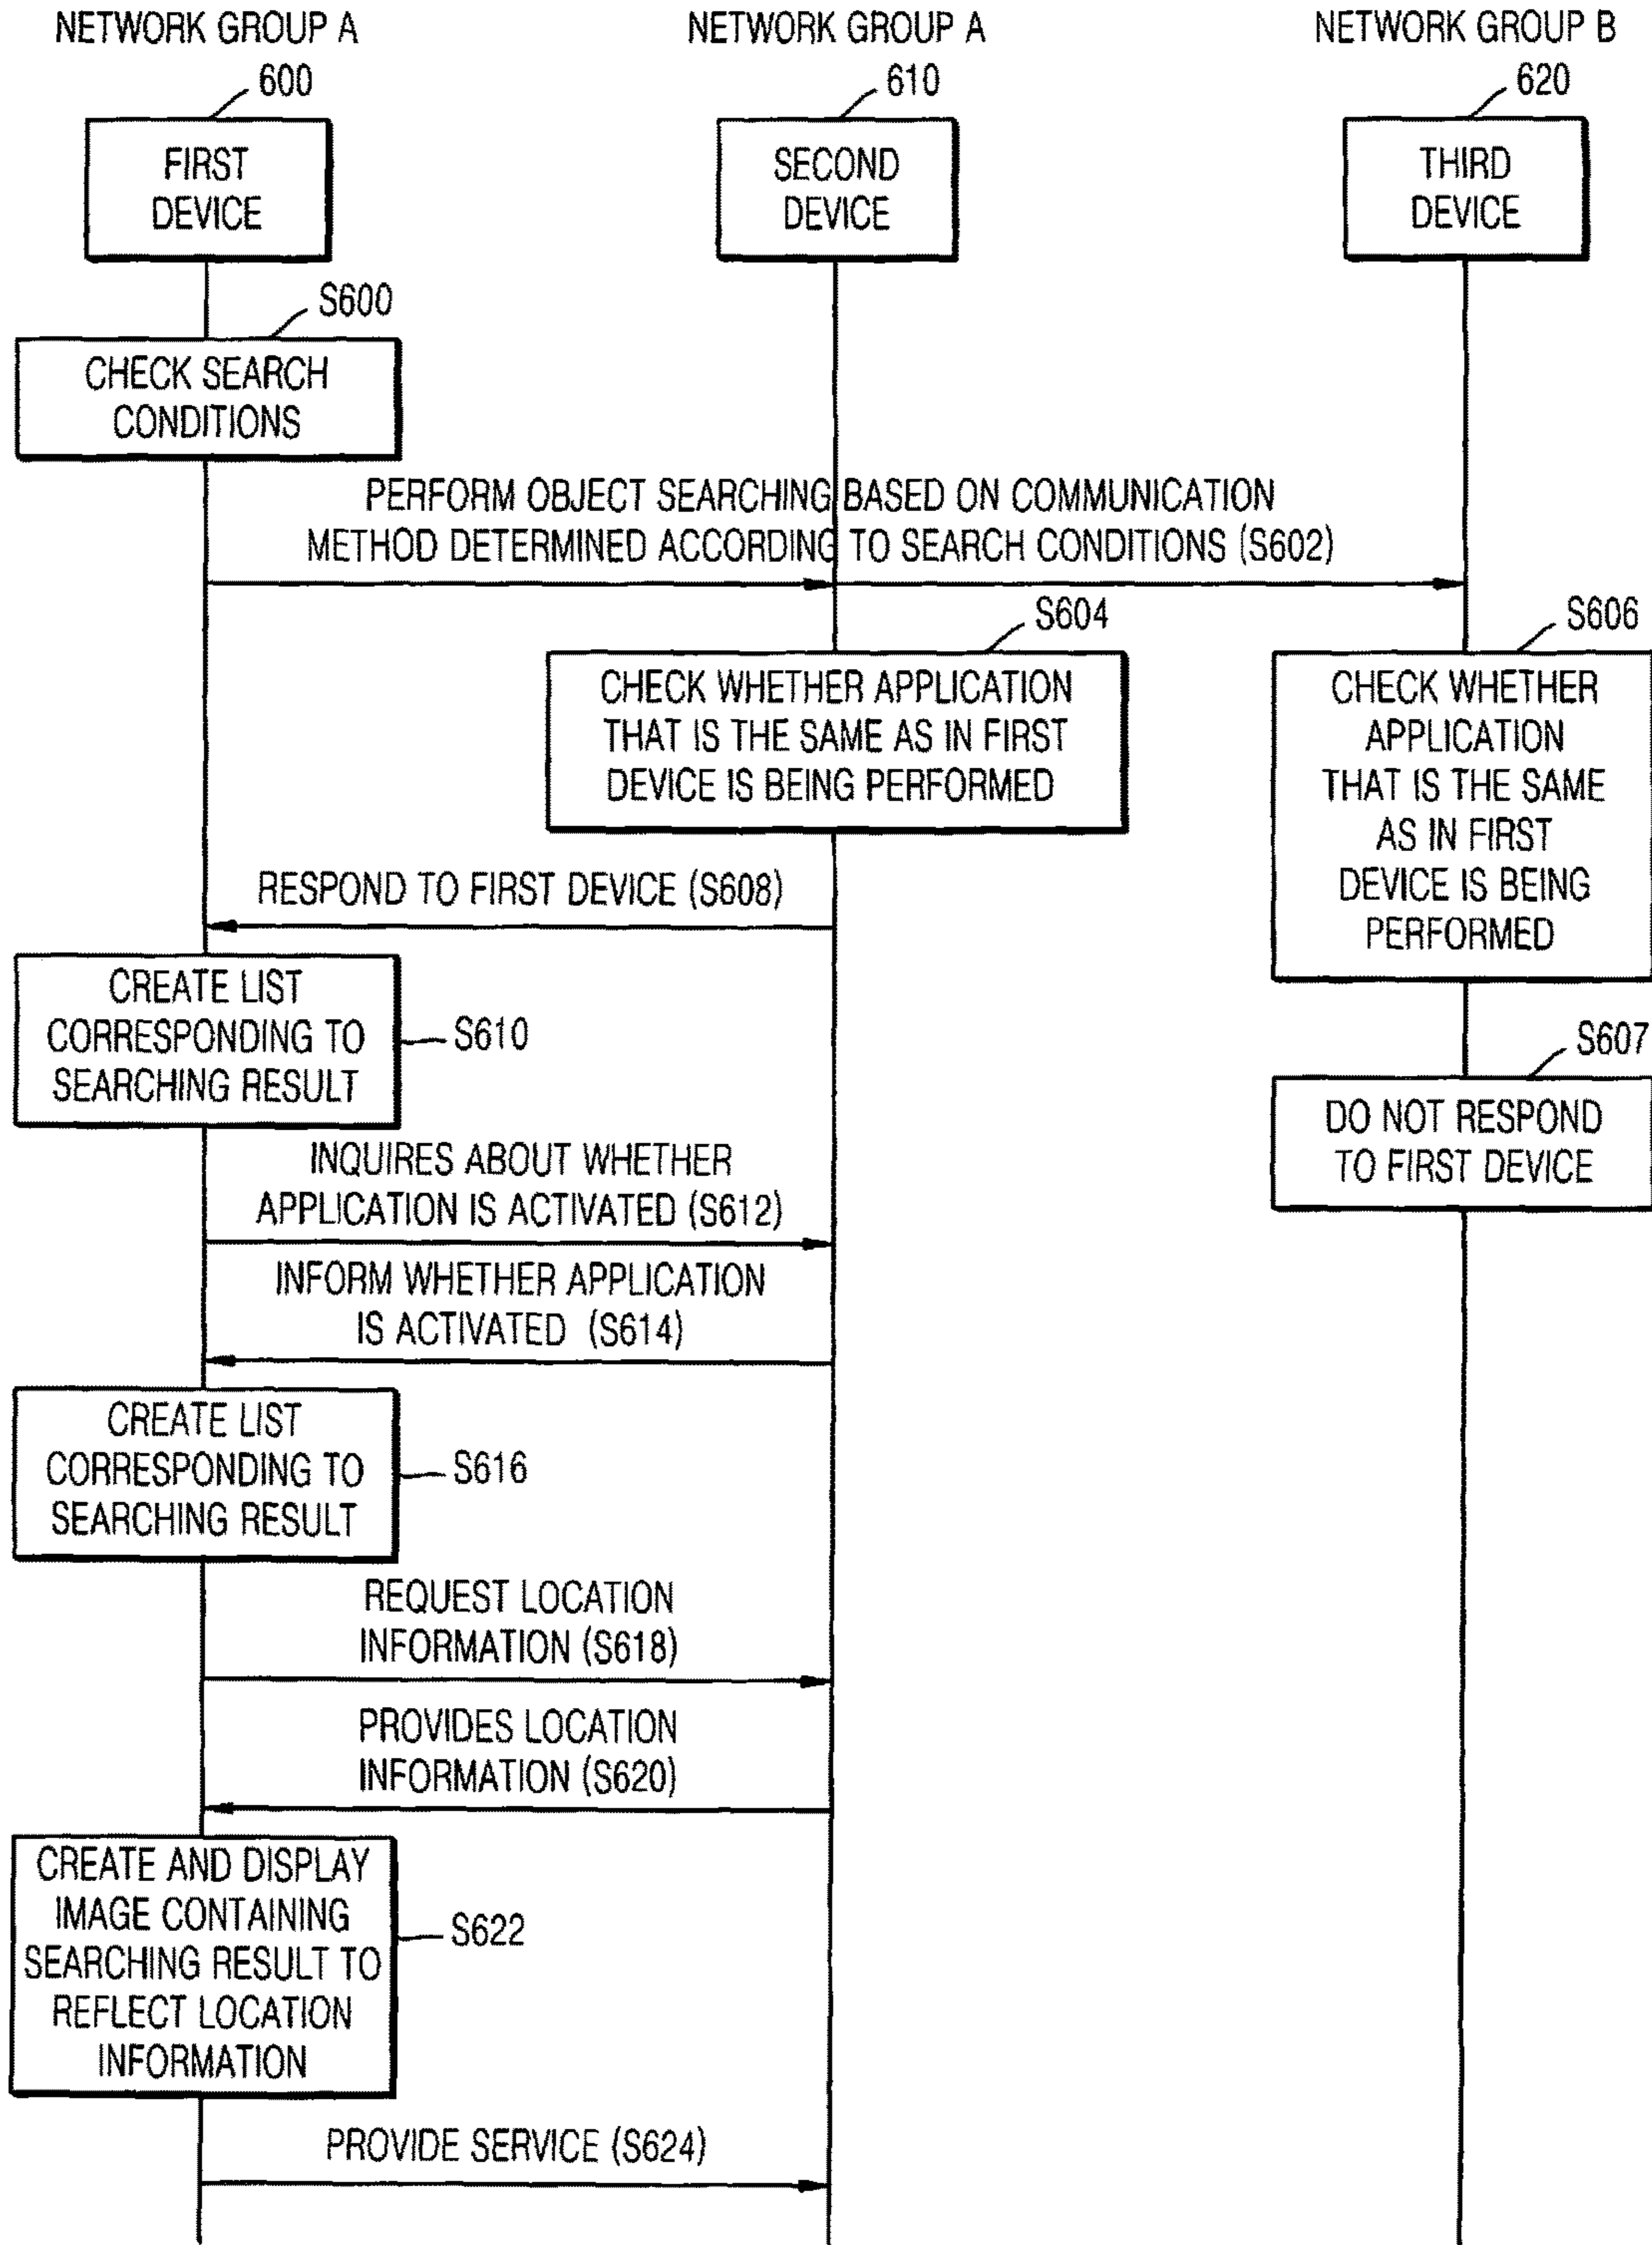 NETWORK GROUP A
NETWORK GROUP A
NETWORK GROUP B
600
610
620
FIRST
DEVICE
SECOND
DEVICE
THIRD
DEVICE
S600
CHECK SEARCH
CONDITIONS
PERFORM OBJECT SEARCHING BASED ON COMMUNICATION
METHOD DETERMINED ACCORDING TO SEARCH CONDITIONS (S602)
S604
CHECK WHETHER APPLICATION
THAT IS THE SAME AS IN FIRST
DEVICE IS BEING PERFORMED
S606
CHECK WHETHER
APPLICATION
THAT IS THE SAME
AS IN FIRST
DEVICE IS BEING
PERFORMED
RESPOND TO FIRST DEVICE (S608)
CREATE LIST
CORRESPONDING TO
SEARCHING RESULT
S610
S607
DO NOT RESPOND
TO FIRST DEVICE
INQUIRES ABOUT WHETHER
APPLICATION IS ACTIVATED (S612)
INFORM WHETHER APPLICATION
IS ACTIVATED (S614)
CREATE LIST
CORRESPONDING TO
SEARCHING RESULT
S616
REQUEST LOCATION
INFORMATION (S618)
PROVIDES LOCATION
INFORMATION (S620)
CREATE AND DISPLAY
IMAGE CONTAINING
SEARCHING RESULT TO
REFLECT LOCATION
INFORMATION
S622
PROVIDE SERVICE (S624)